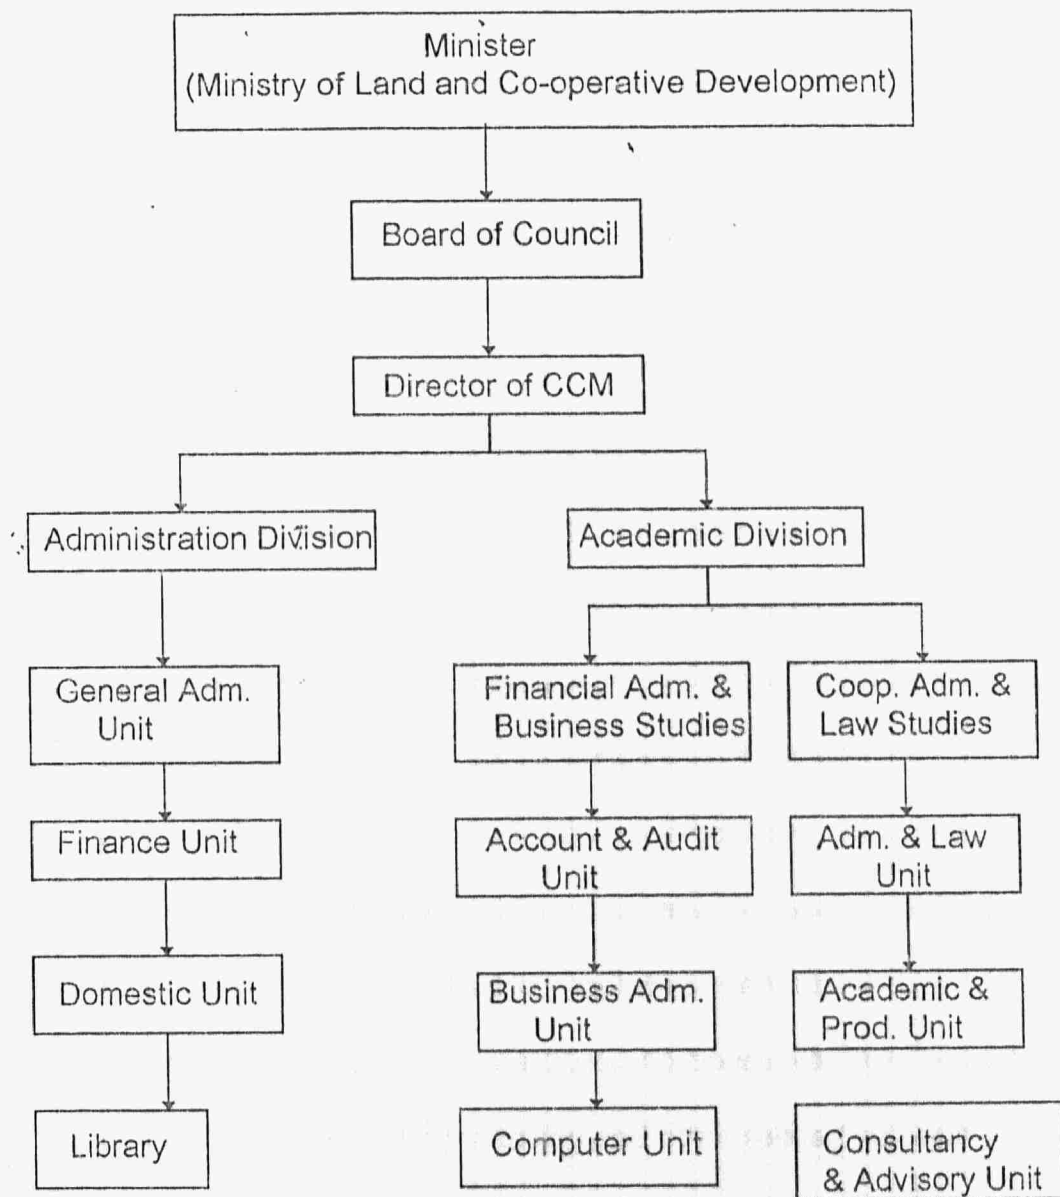 Minister
(Ministry of Land and Co-operative Development)
Board of Council
Director of CCM
Administration Division
Academic Division
General Adm.
Unit
Financial Adm. &
Business Studies
Coop. Adm. &
Law Studies
Finance Unit
Account & Audit
Unit
Adm. & Law
Unit
Domestic Unit
Business Adm.
Unit
Academic &
Prod. Unit
Library
Computer Unit
Consultancy
& Advisory Unit